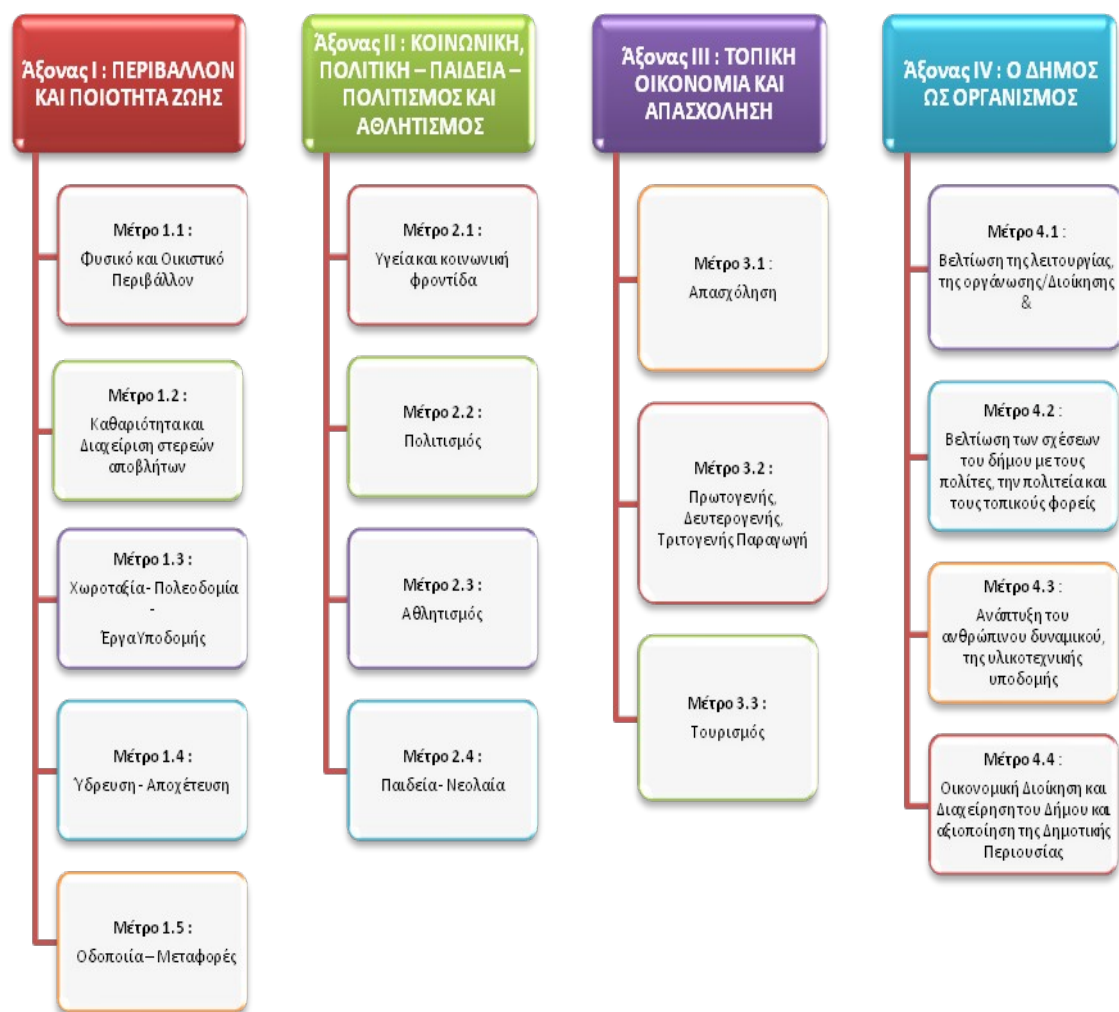 Άξονας Ι : ΠΕΡΙΒΑΛΛΟΝ
ΚΑΙ ΠΟΙΟΤΗΤΑ ΖΩΗΣ
Μέτρο 1.1 :
Φυσικό και Οικιστικό
Περιβάλλον
Μέτρο 1.2 :
Καθαριότητα και
Διαχείριση στερεών
αποβλήτων
Μέτρο 1.3 :
Χωροταξία - Πολεοδομία
-
Έργα Υποδομής
Μέτρο 1.4 :
Ύδρευση - Αποχέτευση
Μέτρο 1.5 :
Οδοποιία – Μεταφορές
Άξονας ΙΙ : ΚΟΙΝΩΝΙΚΗ,
ΠΟΛΙΤΙΚΗ – ΠΑΙΔΕΙΑ –
ΠΟΛΙΤΙΣΜΟΣ ΚΑΙ
ΑΘΛΗΤΙΣΜΟΣ
Μέτρο 2.1 :
Υγεία και κοινωνική
φροντίδα
Μέτρο 2.2 :
Πολιτισμός
Μέτρο 2.3 :
Αθλητισμός
Μέτρο 2.4 :
Παιδεία - Νεολαία
Άξονας ΙΙΙ : ΤΟΠΙΚΗ
ΟΙΚΟΝΟΜΙΑ ΚΑΙ
ΑΠΑΣΧΟΛΗΣΗ
Μέτρο 3.1 :
Απασχόληση
Μέτρο 3.2 :
Πρωτογενής,
Δευτερογενής,
Τριτογενής Παραγωγή
Μέτρο 3.3 :
Τουρισμός
Άξονας IV : Ο ΔΗΜΟΣ
ΩΣ ΟΡΓΑΝΙΣΜΟΣ
Μέτρο 4.1 :
Βελτίωση της λειτουργίας,
της οργάνωσης/Διοίκησης
&
Μέτρο 4.2 :
Βελτίωση των σχέσεων
του δήμου με τους
πολίτες, την πολιτεία και
τους τοπικούς φορείς
Μέτρο 4.3 :
Ανάπτυξη του
ανθρώπινου δυναμικού,
της υλικοτεχνικής
υποδομής
Μέτρο 4.4 :
Οικονομική Διοίκηση και
Διαχείρηση του Δήμου και
αξιοποίηση της Δημοτικής
Περιουσίας